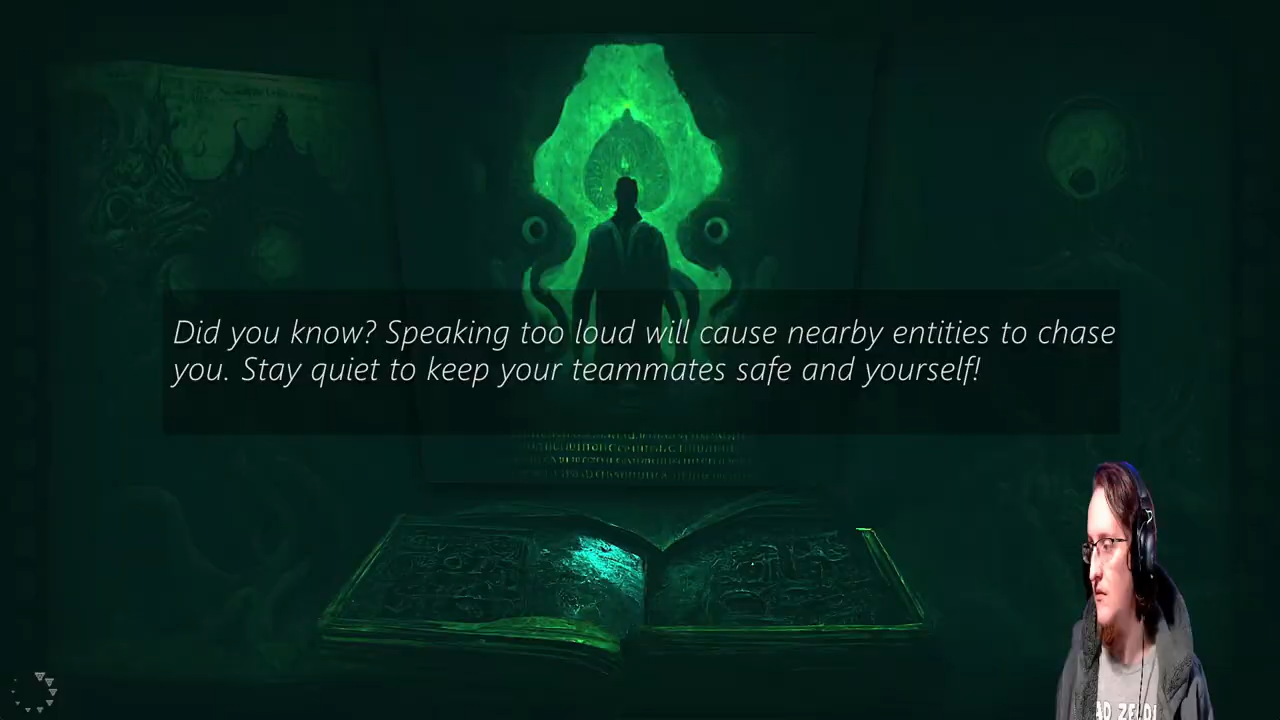 Did you know? Speaking too loud will cause nearby entities to chase
you. Stay quiet to keep your teammates safe and yourself!